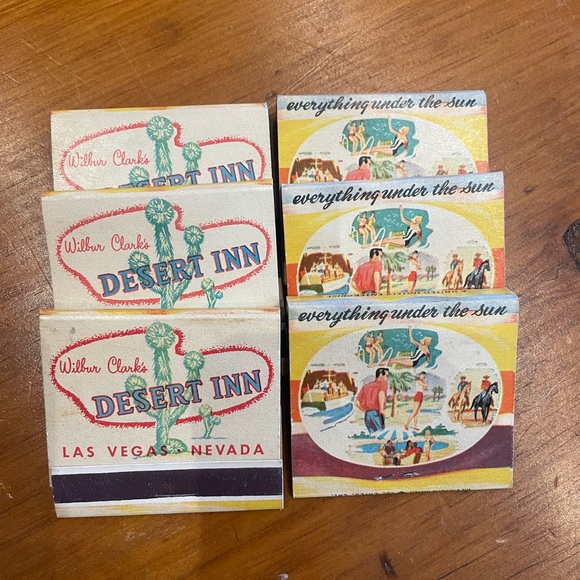 Wilbur Clark's
DESERT INN
Wilbur Clark's
DESERT INN
Wilbur Clark's
DESERT INN
LAS VEGAS • NEVADA
everything under the sun
everything under the sun
everything under the sun